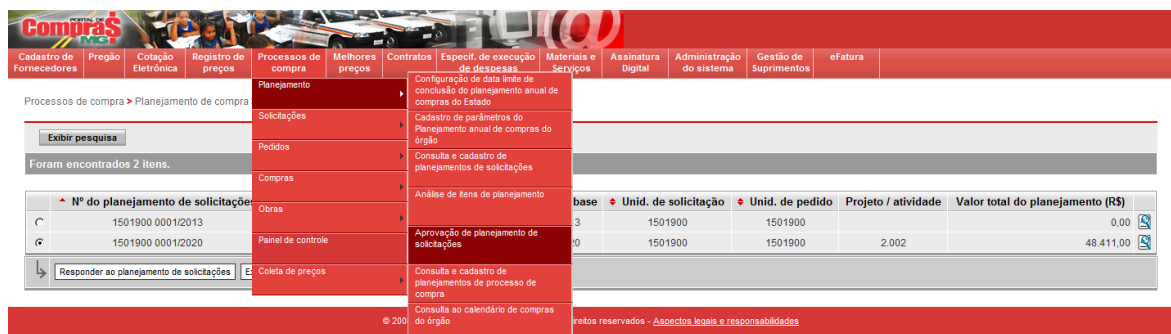 PORTAL DE
Compras
MG
Cadastro de Fornecedores
Pregão
Cotação Eletrônica
Registro de preços
Processos de compra
Melhores preços
Contratos
Especif. de execução de despesas
Materiais e Serviços
Assinatura Digital
Administração do sistema
Gestão de Suprimentos
eFatura
Processos de compra > Planejamento de compra
Planejamento
Solicitações
Pedidos
Compras
Obras
Painel de controle
Coleta de preços
Configuração de data limite de
conclusão do planejamento anual de
compras do Estado
Cadastro de parâmetros do
Planejamento anual de compras do
órgão
Consulta e cadastro de
planejamentos de solicitações
Análise de itens de planejamento
Aprovação de planejamento de
solicitações
Consulta e cadastro de
planejamentos de processo de
compra
Consulta ao calendário de compras
do órgão
Exibir pesquisa
Foram encontrados 2 itens.
Nº do planejamento de solicitações base Unid. de solicitação Unid. de pedido Projeto / atividade Valor total do planejamento (R$)
1501900 0001/2013 3 1501900 1501900 0,00
1501900 0001/2020 20 1501900 1501900 2.002 48.411,00
Responder ao planejamento de solicitações
© 200 reitos reservados - Aspectos legais e responsabilidades